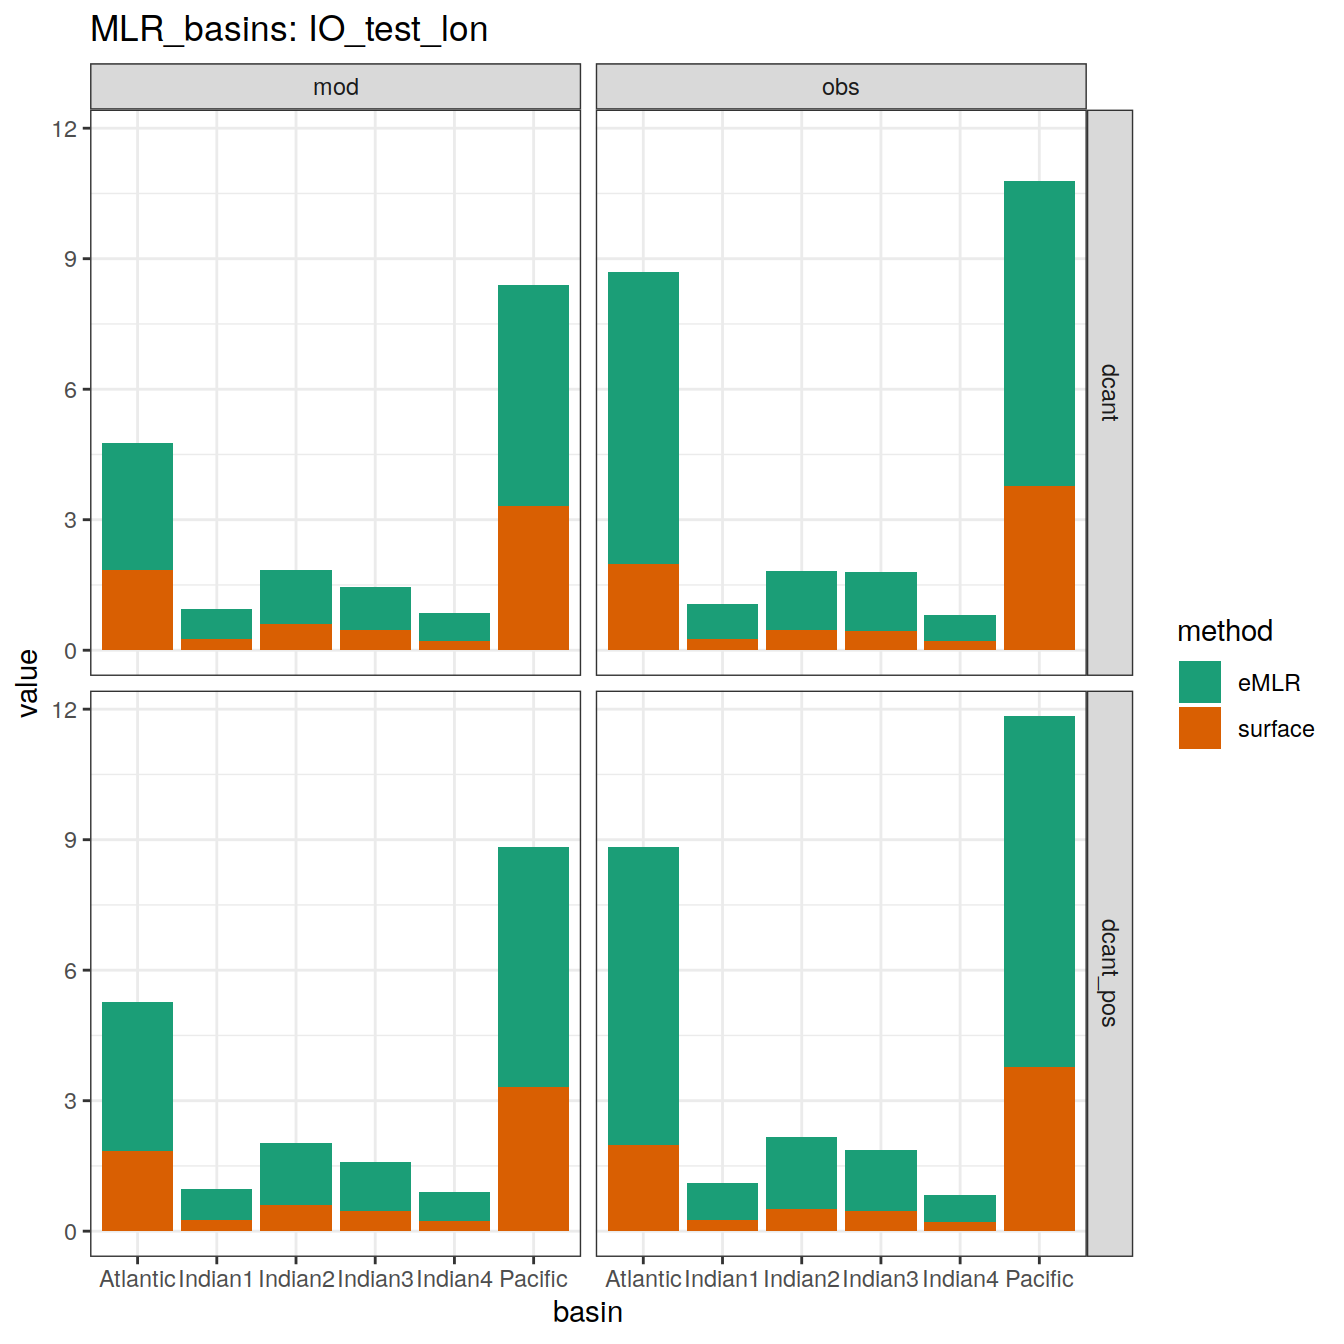 MLR_basins: IO_test_lon
mod
obs
12
9
6
3
0
dcant
12
9
6
3
0
dcant_pos
value
Atlantic Indian1 Indian2 Indian3 Indian4 Pacific
Atlantic Indian1 Indian2 Indian3 Indian4 Pacific
basin
method
eMLR
surface